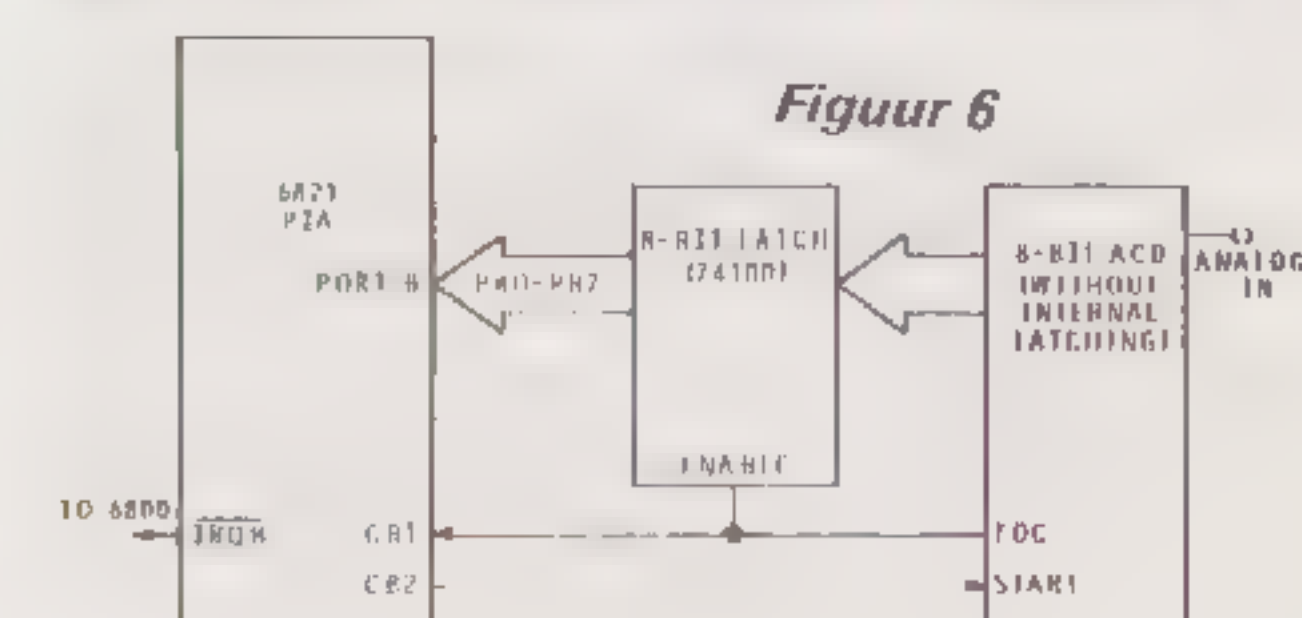 Figuur 6
6821
PIA
PORT B
PB0-PB7
8-BIT LATCH
(74100)
ENABLE
8-BIT ACD
(WITHOUT
INTERNAL
LATCHING)
ANALOG
IN
TO 6800
IRQB
CB1
CB2
EOC
START